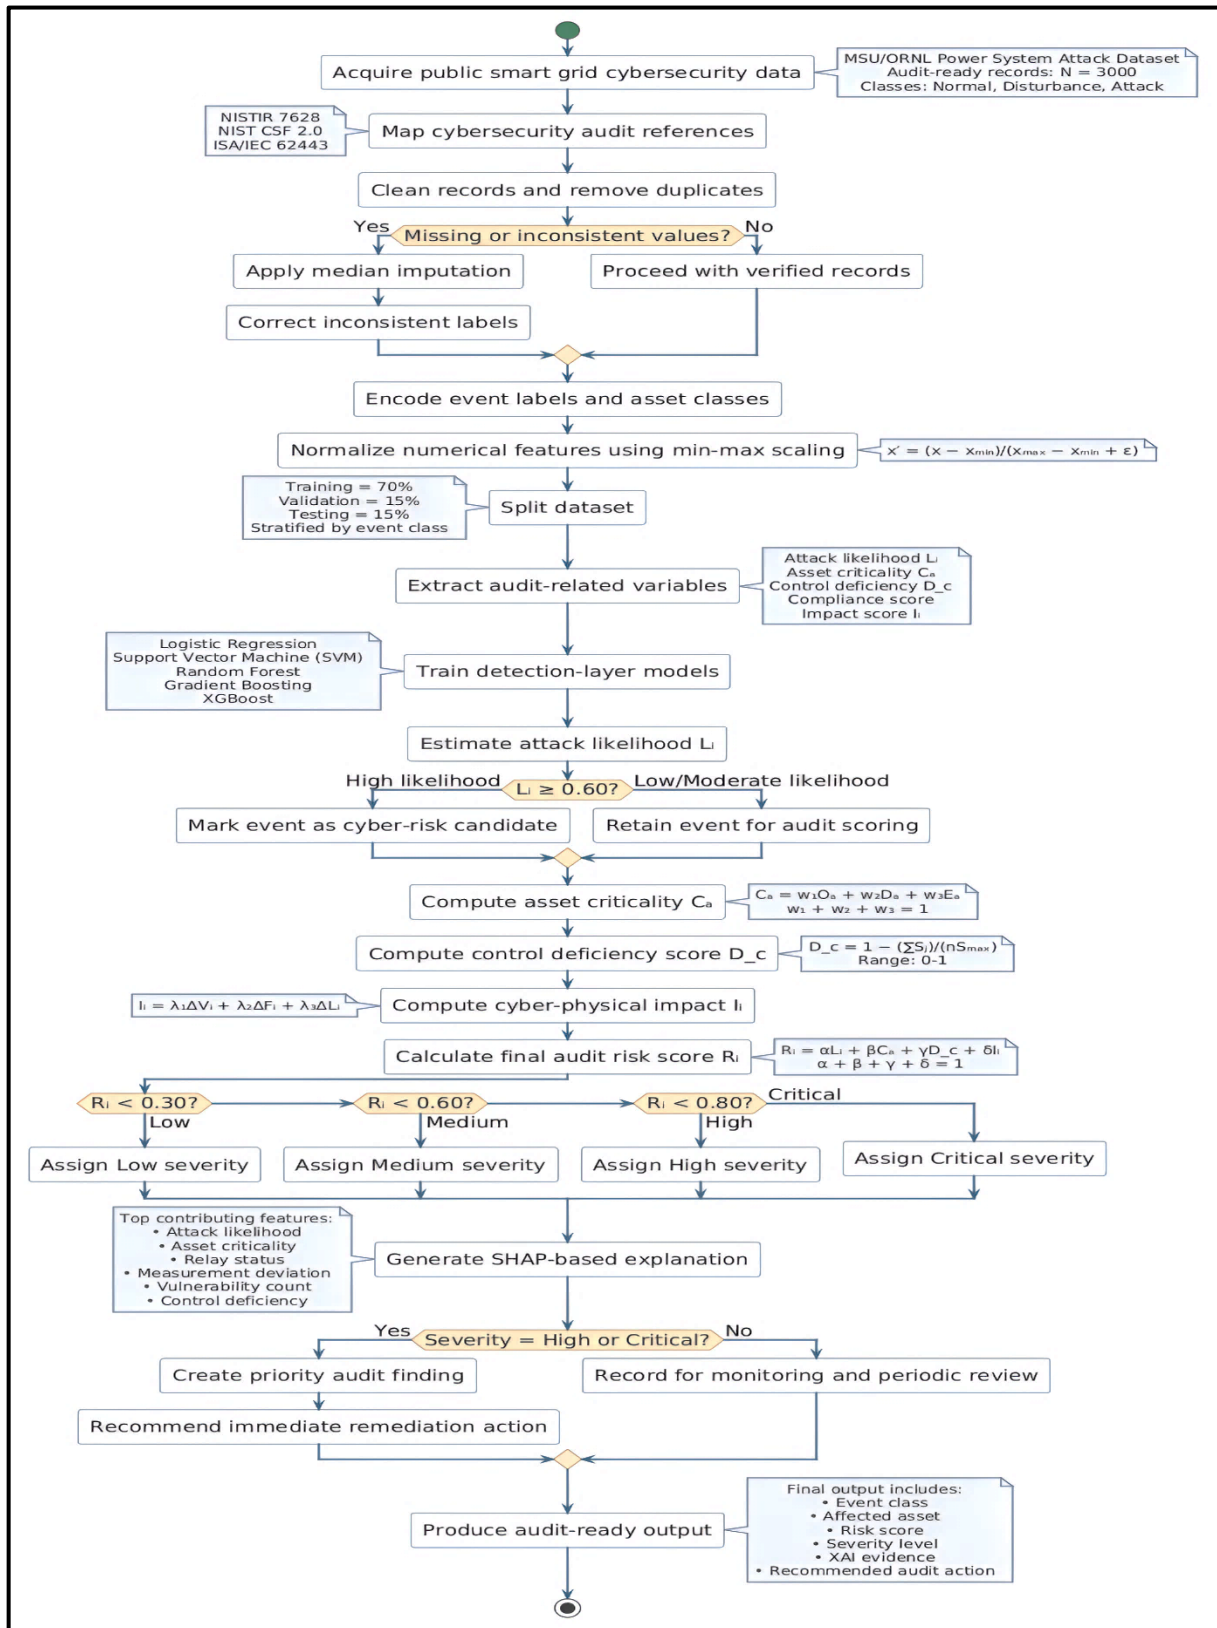 Acquire public smart grid cybersecurity data
MSU/ORNL Power System Attack Dataset
Audit-ready records: N = 3000
Classes: Normal, Disturbance, Attack
NISTIR 7628
NIST CSF 2.0
ISA/IEC 62443
Map cybersecurity audit references
Clean records and remove duplicates
Yes
Missing or inconsistent values?
No
Apply median imputation
Proceed with verified records
Correct inconsistent labels
Encode event labels and asset classes
Normalize numerical features using min-max scaling
x′ = (x − xₘᵢₙ)/(xₘₐₓ − xₘᵢₙ + ε)
Training = 70%
Validation = 15%
Testing = 15%
Stratified by event class
Split dataset
Extract audit-related variables
Attack likelihood Lᵢ
Asset criticality Cₐ
Control deficiency D_c
Compliance score
Impact score Iᵢ
Logistic Regression
Support Vector Machine (SVM)
Random Forest
Gradient Boosting
XGBoost
Train detection-layer models
Estimate attack likelihood Lᵢ
High likelihood
Lᵢ ≥ 0.60?
Low/Moderate likelihood
Mark event as cyber-risk candidate
Retain event for audit scoring
Compute asset criticality Cₐ
Cₐ = w₁Oₐ + w₂Dₐ + w₃Eₐ
w₁ + w₂ + w₃ = 1
Compute control deficiency score D_c
D_c = 1 − (∑Sⱼ)/(nSₘₐₓ)
Range: 0-1
Iᵢ = λ₁ΔVᵢ + λ₂ΔFᵢ + λ₃ΔLᵢ
Compute cyber-physical impact Iᵢ
Calculate final audit risk score Rᵢ
Rᵢ = αLᵢ + βCₐ + γD_c + δIᵢ
α + β + γ + δ = 1
Rᵢ < 0.30?
Rᵢ < 0.60?
Rᵢ < 0.80?
Critical
Low
Medium
High
Assign Low severity
Assign Medium severity
Assign High severity
Assign Critical severity
Top contributing features:
• Attack likelihood
• Asset criticality
• Relay status
• Measurement deviation
• Vulnerability count
• Control deficiency
Generate SHAP-based explanation
Yes
Severity = High or Critical?
No
Create priority audit finding
Record for monitoring and periodic review
Recommend immediate remediation action
Produce audit-ready output
Final output includes:
• Event class
• Affected asset
• Risk score
• Severity level
• XAI evidence
• Recommended audit action